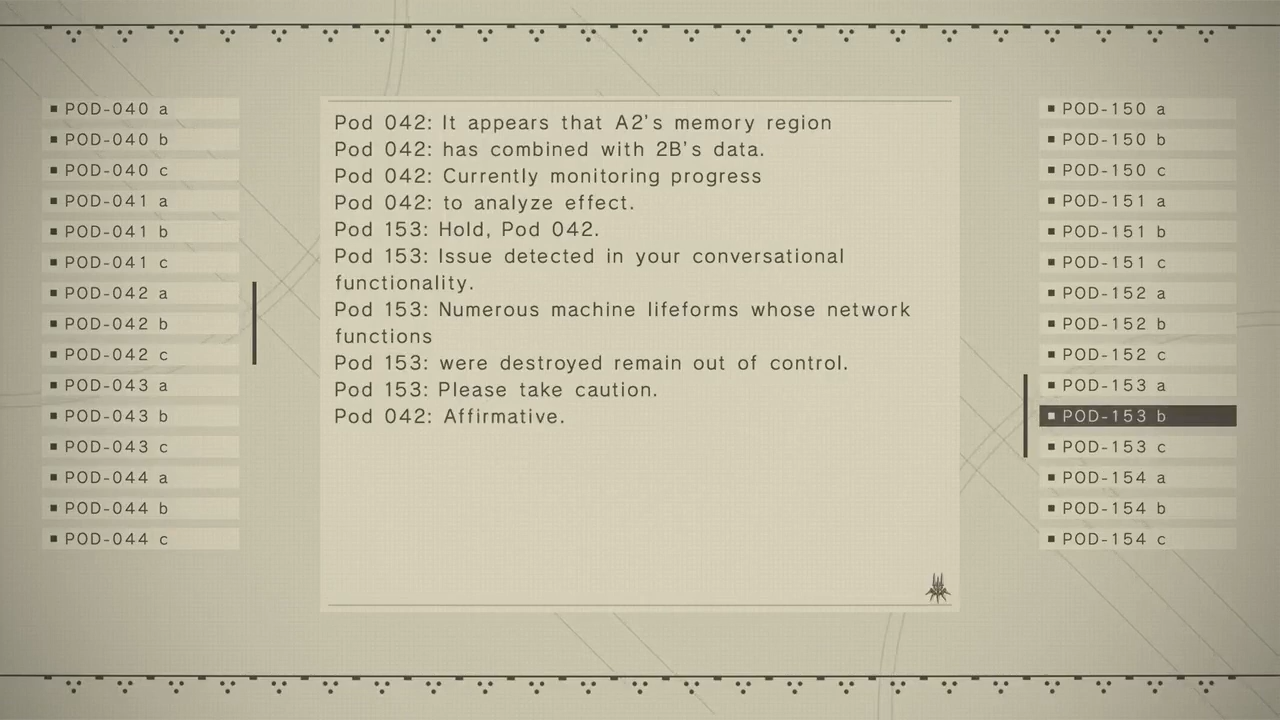 POD-040 a
POD-040 b
POD-040 c
POD-041 a
POD-041 b
POD-041 c
POD-042 a
POD-042 b
POD-042 c
POD-043 a
POD-043 b
POD-043 c
POD-044 a
POD-044 b
POD-044 c
Pod 042: It appears that A2's memory region
Pod 042: has combined with 2B's data.
Pod 042: Currently monitoring progress
Pod 042: to analyze effect.
Pod 153: Hold, Pod 042.
Pod 153: Issue detected in your conversational
functionality.
Pod 153: Numerous machine lifeforms whose network
functions
Pod 153: were destroyed remain out of control.
Pod 153: Please take caution.
Pod 042: Affirmative.
POD-150 a
POD-150 b
POD-150 c
POD-151 a
POD-151 b
POD-151 c
POD-152 a
POD-152 b
POD-152 c
POD-153 a
POD-153 b
POD-153 c
POD-154 a
POD-154 b
POD-154 c